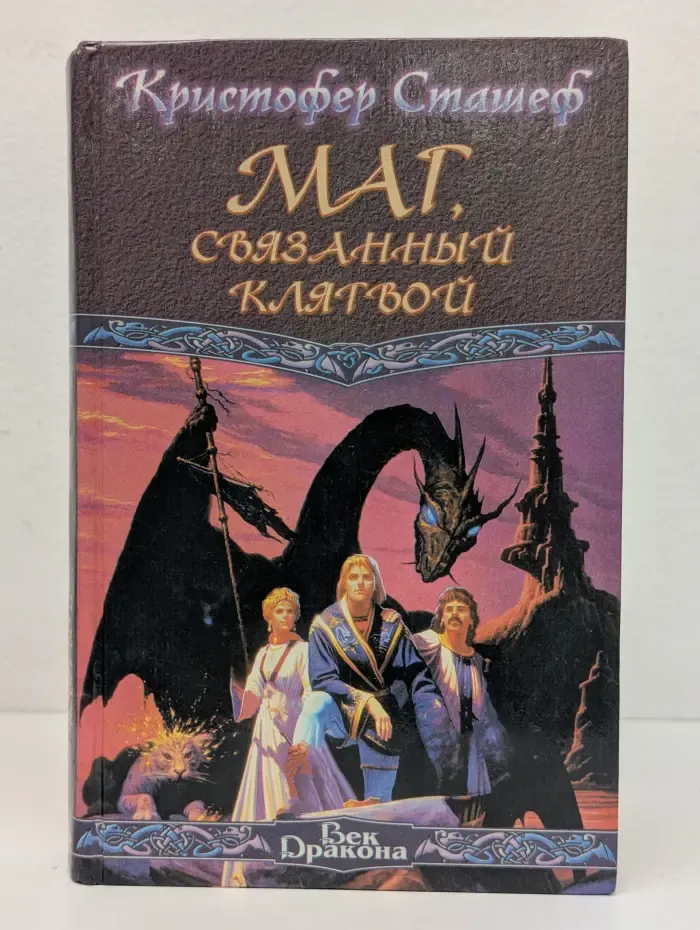 Кристофер Сташеф
МАГ,
СВЯЗАННЫЙ
КЛЯТВОЙ
Век
Дракона